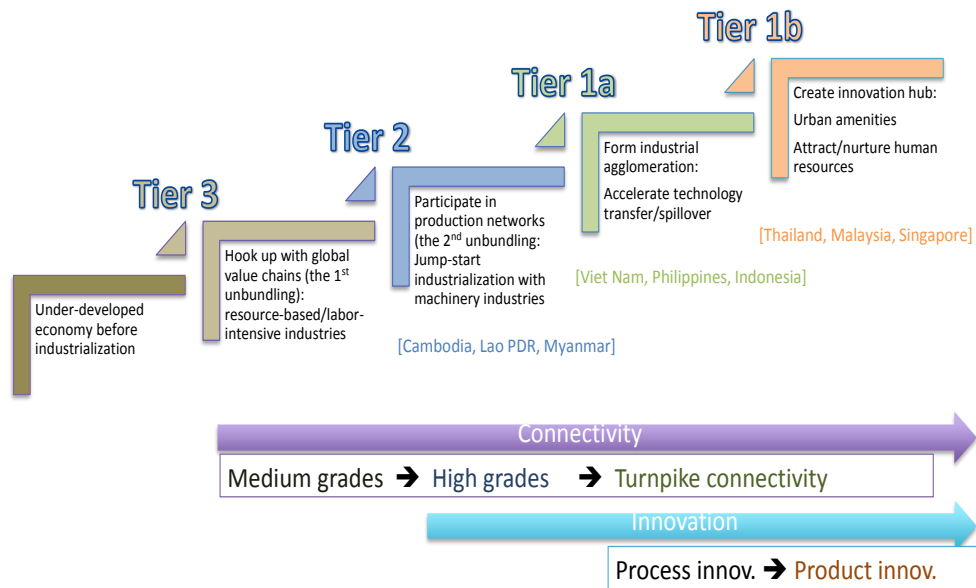 Tier 1b
Create innovation hub:
Urban amenities
Attract/nurture human
resources
[Thailand, Malaysia, Singapore]
Tier 1a
Form industrial
agglomeration:
Accelerate technology
transfer/spillover
[Viet Nam, Philippines, Indonesia]
Tier 2
Participate in
production networks
(the 2nd unbundling:
Jump-start
industrialization with
machinery industries
[Cambodia, Lao PDR, Myanmar]
Tier 3
Hook up with global
value chains (the 1st
unbundling):
resource-based/labor-
intensive industries
Under-developed
economy before
industrialization
Connectivity
Medium grades ➔ High grades ➔ Turnpike connectivity
Innovation
Process innov. ➔ Product innov.